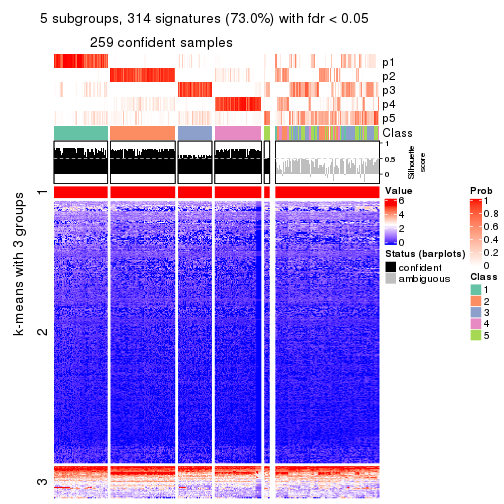 5 subgroups, 314 signatures (73.0%) with fdr < 0.05
259 confident samples
p1
p2
p3
p4
p5
Class
1
0.5
0
Silhouette
score
k-means with 3 groups
1
2
3
Value
6
4
2
0
Status (barplots)
confident
ambiguous
Prob
1
0.8
0.6
0.4
0.2
0
Class
1
2
3
4
5